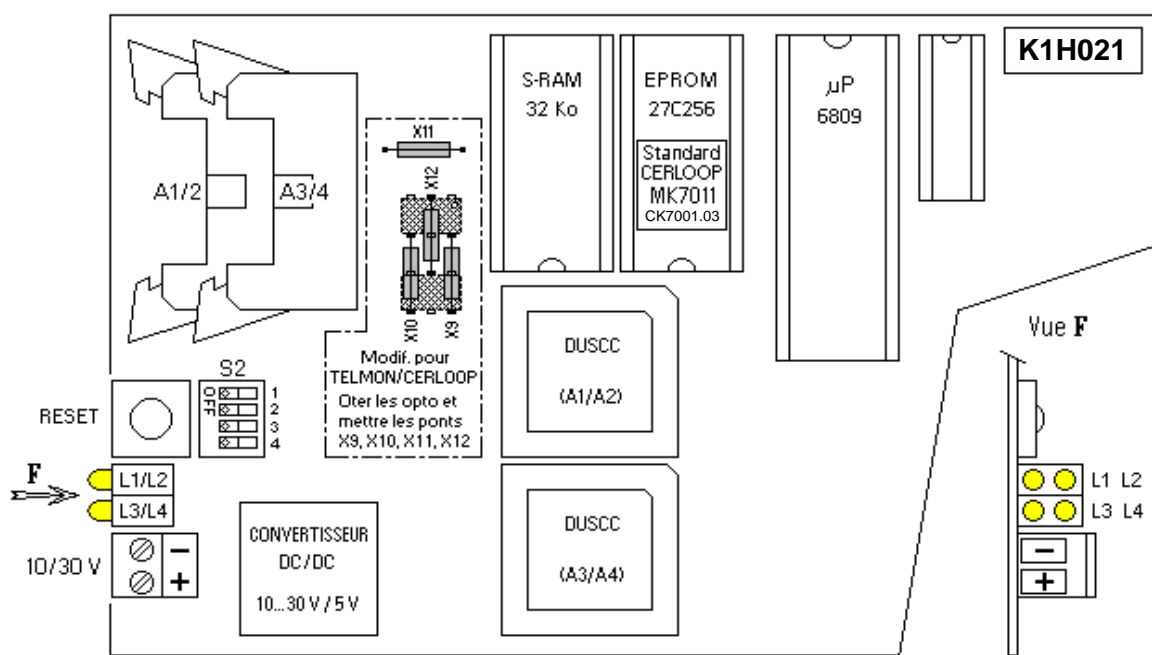 K1H021
S-RAM
32 Ko
EPROM
27C256
Standard
CERLOOP
MK7011
CK7001.03
µP
6809
A1/2
A3/4
X11
X12
X10
X9
Modif. pour
TELMON/CERLOOP
Oter les opto et
mettre les ponts
X9, X10, X11, X12
S2
OFF
1
2
3
4
RESET
F
L1/L2
L3/L4
10/30 V
-
+
CONVERTISSEUR
DC/DC
10...30 V / 5 V
DUSCC
(A1/A2)
DUSCC
(A3/A4)
Vue F
L1 L2
L3 L4
-
+